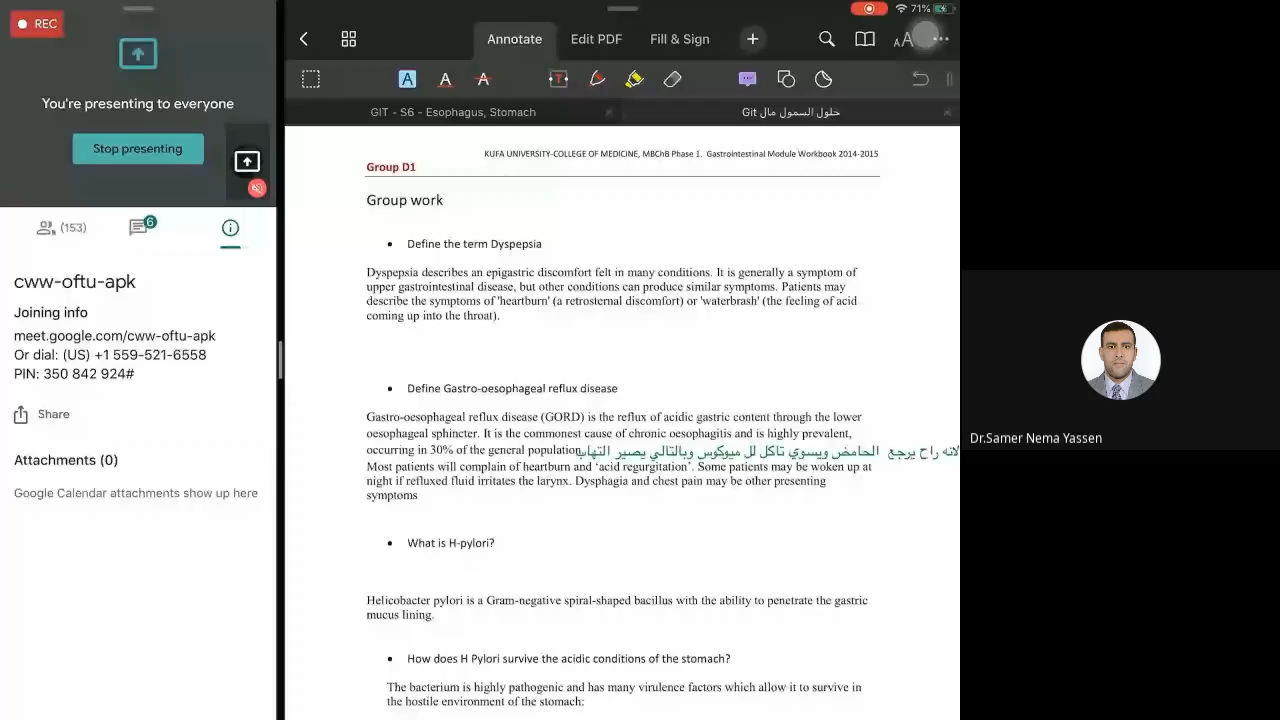 REC
You're presenting to everyone
Stop presenting
(153)
6
cww-oftu-apk
Joining info
meet.google.com/cww-oftu-apk
Or dial: (US) +1 559-521-6558
PIN: 350 842 924#
Share
Attachments (0)
Google Calendar attachments show up here
71%
Annotate
Edit PDF
Fill & Sign
GIT - S6 - Esophagus, Stomach
حلول السمول مال Git
KUFA UNIVERSITY-COLLEGE OF MEDICINE, MBChB Phase 1. Gastrointestinal Module Workbook 2014-2015
Group D1
Group work
• Define the term Dyspepsia
Dyspepsia describes an epigastric discomfort felt in many conditions. It is generally a symptom of
upper gastrointestinal disease, but other conditions can produce similar symptoms. Patients may
describe the symptoms of 'heartburn' (a retrosternal discomfort) or 'waterbrash' (the feeling of acid
coming up into the throat).
• Define Gastro-oesophageal reflux disease
Gastro-oesophageal reflux disease (GORD) is the reflux of acidic gastric content through the lower
oesophageal sphincter. It is the commonest cause of chronic oesophagitis and is highly prevalent,
occurring in 30% of the general population.
لانه راح يرجع الحامض ويسوي تاكل لل ميوكوس وبالتالي يصير التهاب
Most patients will complain of heartburn and ‘acid regurgitation’. Some patients may be woken up at
night if refluxed fluid irritates the larynx. Dysphagia and chest pain may be other presenting
symptoms
• What is H-pylori?
Helicobacter pylori is a Gram-negative spiral-shaped bacillus with the ability to penetrate the gastric
mucus lining.
• How does H Pylori survive the acidic conditions of the stomach?
The bacterium is highly pathogenic and has many virulence factors which allow it to survive in
the hostile environment of the stomach:
Dr.Samer Nema Yassen